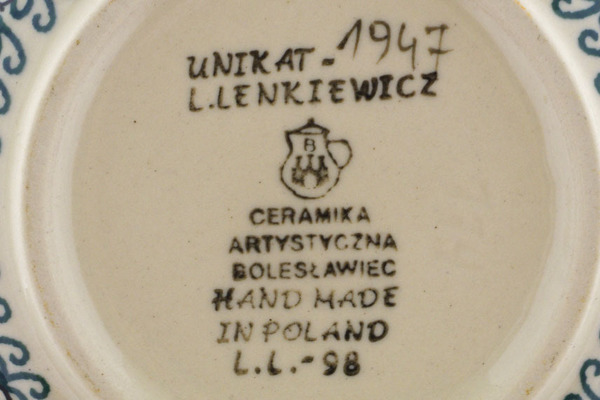 UNIKAT - 1947
L. LENKIEWICZ
B
CERAMIKA
ARTYSTYCZNA
BOLESŁAWIEC
HAND MADE
IN POLAND
L.L.-98